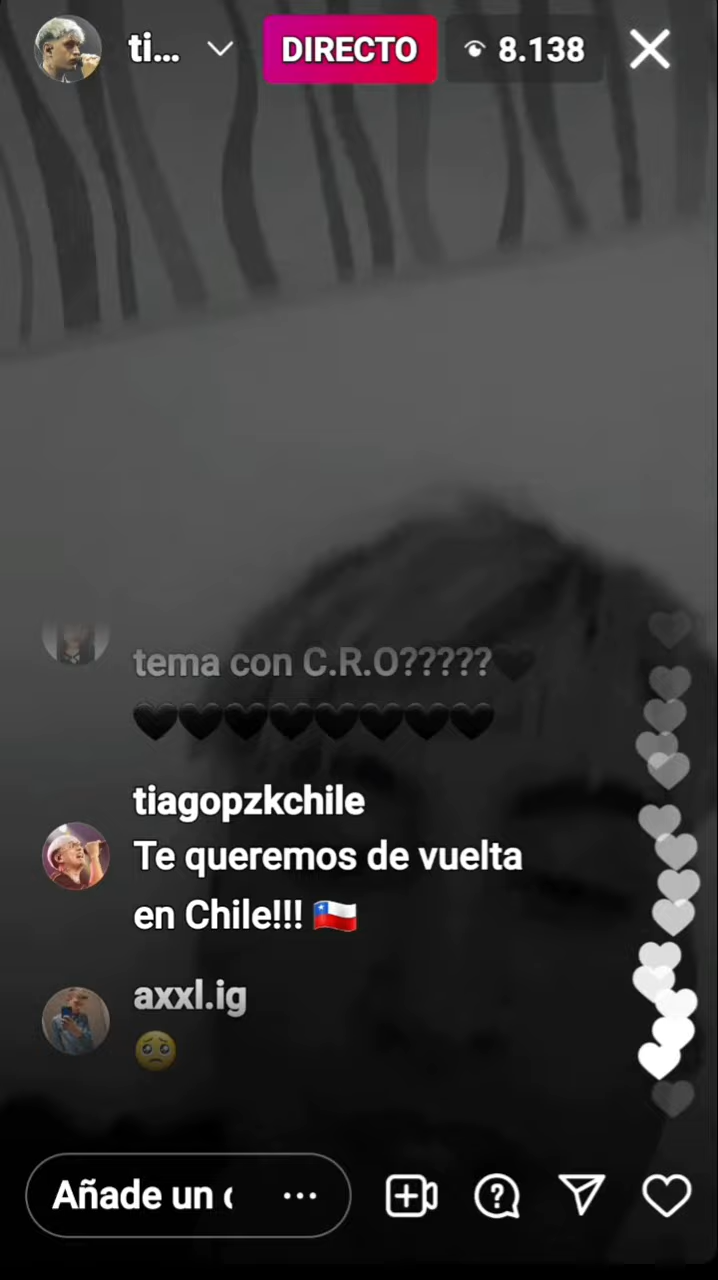 ti...
DIRECTO
8.138
tema con C.R.O?????🖤
🖤🖤🖤🖤🖤🖤🖤🖤
tiagopzkchile
Te queremos de vuelta
en Chile!!! 🇨🇱
axxl.ig
🥺
Añade un